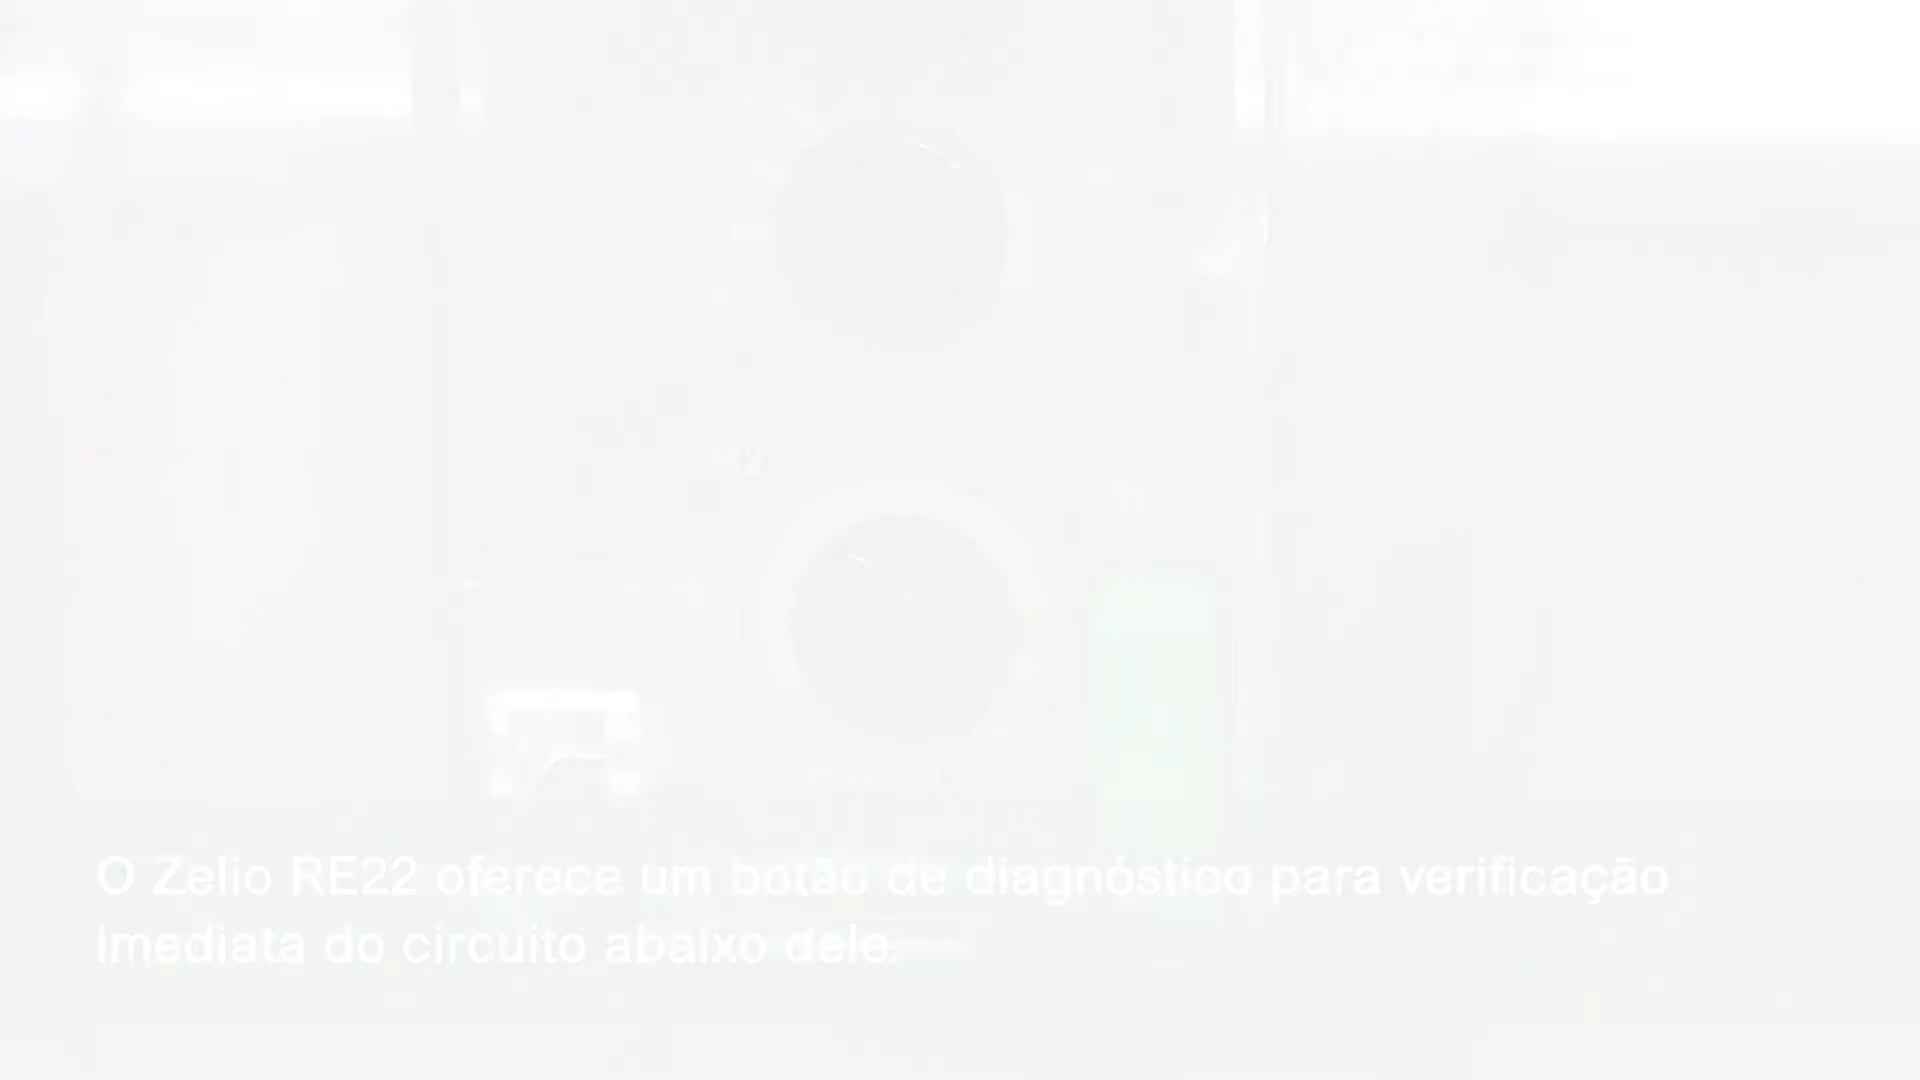 O Zelio RE22 oferece um botão de diagnóstico para verificação
imediata do circuito abaixo dele.